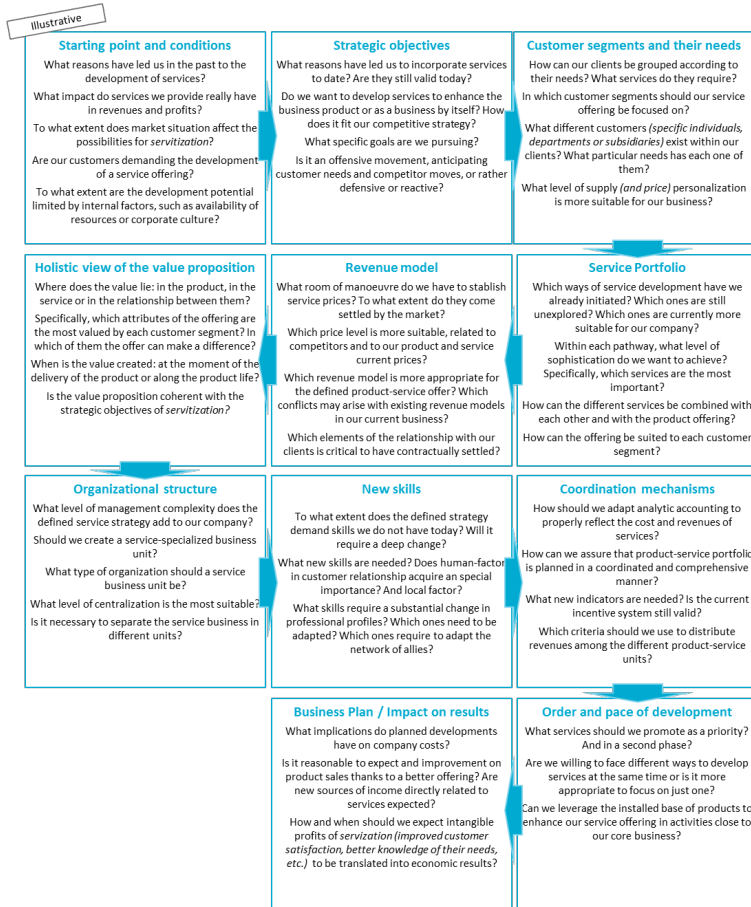 Illustrative
Starting point and conditions
What reasons have led us in the past to the
development of services?
What impact do services we provide really have
in revenues and profits?
To what extent does market situation affect the
possibilities for servitization?
Are our customers demanding the development
of a service offering?
To what extent are the development potential
limited by internal factors, such as availability of
resources or corporate culture?
Strategic objectives
What reasons have led us to incorporate services
to date? Are they still valid today?
Do we want to develop services to enhance the
business product or as a business by itself? How
does it fit our competitive strategy?
What specific goals are we pursuing?
Is it an offensive movement, anticipating
customer needs and competitor moves, or rather
defensive or reactive?
Customer segments and their needs
How can our clients be grouped according to
their needs? What services do they require?
In which customer segments should our service
offering be focused on?
What different customers (specific individuals,
departments or subsidiaries) exist within our
clients? What particular needs has each one of
them?
What level of supply (and price) personalization
is more suitable for our business?
Holistic view of the value proposition
Where does the value lie: in the product, in the
service or in the relationship between them?
Specifically, which attributes of the offering are
the most valued by each customer segment? In
which of them the offer can make a difference?
When is the value created: at the moment of the
delivery of the product or along the product life?
Is the value proposition coherent with the
strategic objectives of servitization?
Revenue model
What room of manoeuvre do we have to stablish
service prices? To what extent do they come
settled by the market?
Which price level is more suitable, related to
competitors and to our product and service
current prices?
Which revenue model is more appropriate for
the defined product-service offer? Which
conflicts may arise with existing revenue models
in our current business?
Which elements of the relationship with our
clients is critical to have contractually settled?
Service Portfolio
Which ways of service development have we
already initiated? Which ones are still
unexplored? Which ones are currently more
suitable for our company?
Within each pathway, what level of
sophistication do we want to achieve?
Specifically, which services are the most
important?
How can the different services be combined with
each other and with the product offering?
How can the offering be suited to each customer
segment?
Organizational structure
What level of management complexity does the
defined service strategy add to our company?
Should we create a service-specialized business
unit?
What type of organization should a service
business unit be?
What level of centralization is the most suitable?
Is it necessary to separate the service business in
different units?
New skills
To what extent does the defined strategy
demand skills we do not have today? Will it
require a deep change?
What new skills are needed? Does human-factor
in customer relationship acquire an special
importance? And local factor?
What skills require a substantial change in
professional profiles? Which ones need to be
adapted? Which ones require to adapt the
network of allies?
Coordination mechanisms
How should we adapt analytic accounting to
properly reflect the cost and revenues of
services?
How can we assure that product-service portfolio
is planned in a coordinated and comprehensive
manner?
What new indicators are needed? Is the current
incentive system still valid?
Which criteria should we use to distribute
revenues among the different product-service
units?
Business Plan / Impact on results
What implications do planned developments
have on company costs?
Is it reasonable to expect and improvement on
product sales thanks to a better offering? Are
new sources of income directly related to
services expected?
How and when should we expect intangible
profits of servization (improved customer
satisfaction, better knowledge of their needs,
etc.) to be translated into economic results?
Order and pace of development
What services should we promote as a priority?
And in a second phase?
Are we willing to face different ways to develop
services at the same time or is it more
appropriate to focus on just one?
Can we leverage the installed base of products to
enhance our service offering in activities close to
our core business?